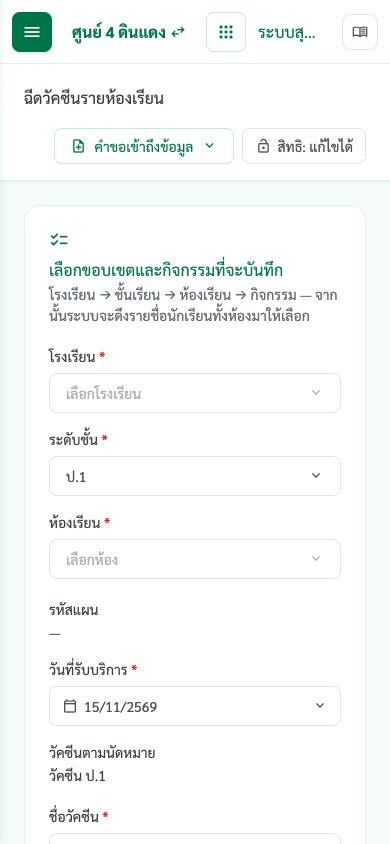 ศูนย์ 4 ดินแดง
ระบบสุ...
ฉีดวัคซีนรายห้องเรียน
คำขอเข้าถึงข้อมูล
สิทธิ: แก้ไขได้
เลือกขอบเขตและกิจกรรมที่จะบันทึก
โรงเรียน → ชั้นเรียน → ห้องเรียน → กิจกรรม — จาก
นั้นระบบจะดึงรายชื่อนักเรียนทั้งห้องมาให้เลือก
โรงเรียน *
เลือกโรงเรียน
ระดับชั้น *
ป.1
ห้องเรียน *
เลือกห้อง
รหัสแผน
—
วันที่รับบริการ *
15/11/2569
วัคซีนตามนัดหมาย
วัคซีน ป.1
ชื่อวัคซีน *